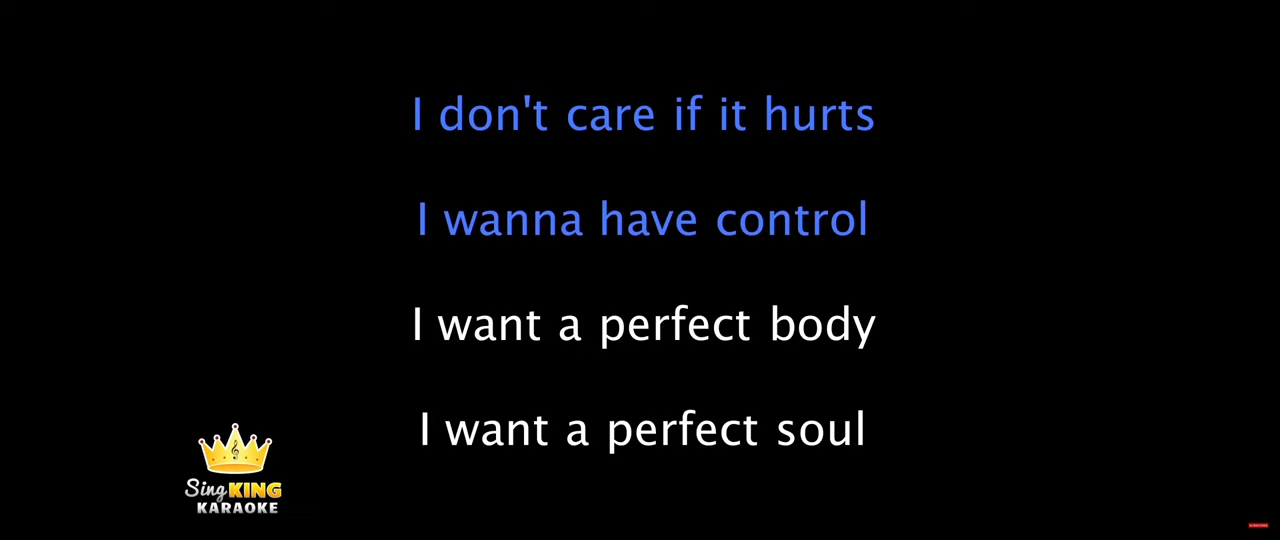 I don't care if it hurts
I wanna have control
I want a perfect body
I want a perfect soul
Sing KING
KARAOKE